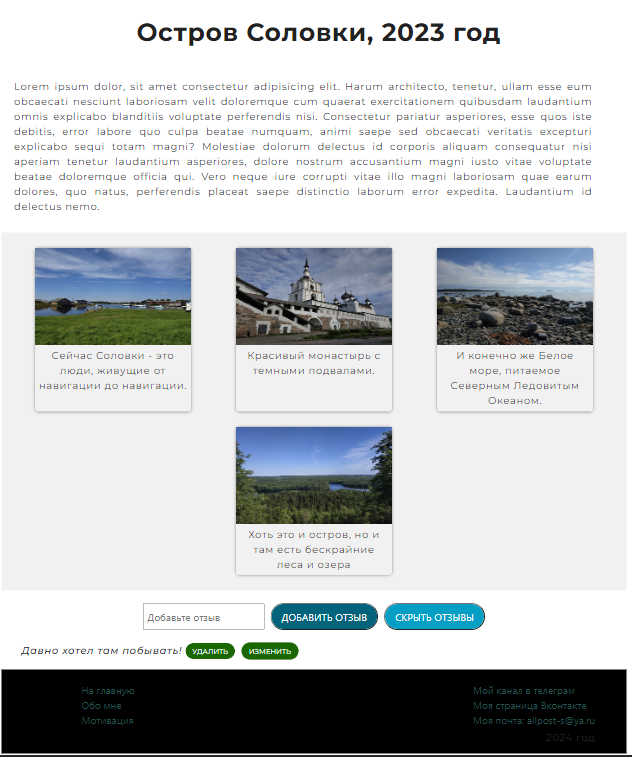 Остров Соловки, 2023 год
Lorem ipsum dolor, sit amet consectetur adipisicing elit. Harum architecto, tenetur, ullam esse eum
obcaecati nesciunt laboriosam velit doloremque cum quaerat exercitationem quibusdam laudantium
omnis explicabo blanditiis voluptate perferendis nisi. Consectetur pariatur asperiores, esse quos iste
debitis, error labore quo culpa beatae numquam, animi saepe sed obcaecati veritatis excepturi
explicabo sequi totam magni? Molestiae dolorum delectus id corporis aliquam consequatur nisi
aperiam tenetur laudantium asperiores, dolore nostrum accusantium magni iusto vitae voluptate
beatae doloremque officia qui. Vero neque iure corrupti vitae illo magni laboriosam quae earum
dolores, quo natus, perferendis placeat saepe distinctio laborum error expedita. Laudantium id
delectus nemo.
Сейчас Соловки - это
люди, живущие от
навигации до навигации.
Красивый монастырь с
темными подвалами.
И конечно же Белое
море, питаемое
Северным Ледовитым
Океаном.
Хоть это и остров, но и
там есть бескрайние
леса и озера
Добавьте отзыв
ДОБАВИТЬ ОТЗЫВ
СКРЫТЬ ОТЗЫВЫ
Давно хотел там побывать!
УДАЛИТЬ
ИЗМЕНИТЬ
На главную
Обо мне
Мотивация
Мой канал в телеграм
Моя страница Вконтакте
Моя почта: allpost-s@ya.ru
2024 год